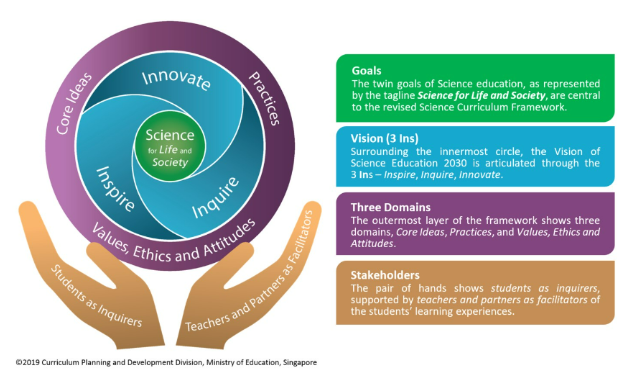 Core Ideas
Practices
Values, Ethics and Attitudes
Innovate
Inspire
Inquire
Science
for Life and
Society
Students as Inquirers
Teachers and Partners as Facilitators
Goals
The twin goals of Science education, as represented
by the tagline Science for Life and Society, are central
to the revised Science Curriculum Framework.
Vision (3 Ins)
Surrounding the innermost circle, the Vision of
Science Education 2030 is articulated through the
3 Ins – Inspire, Inquire, Innovate.
Three Domains
The outermost layer of the framework shows three
domains, Core Ideas, Practices, and Values, Ethics and
Attitudes.
Stakeholders
The pair of hands shows students as inquirers,
supported by teachers and partners as facilitators of
the students' learning experiences.
©2019 Curriculum Planning and Development Division, Ministry of Education, Singapore